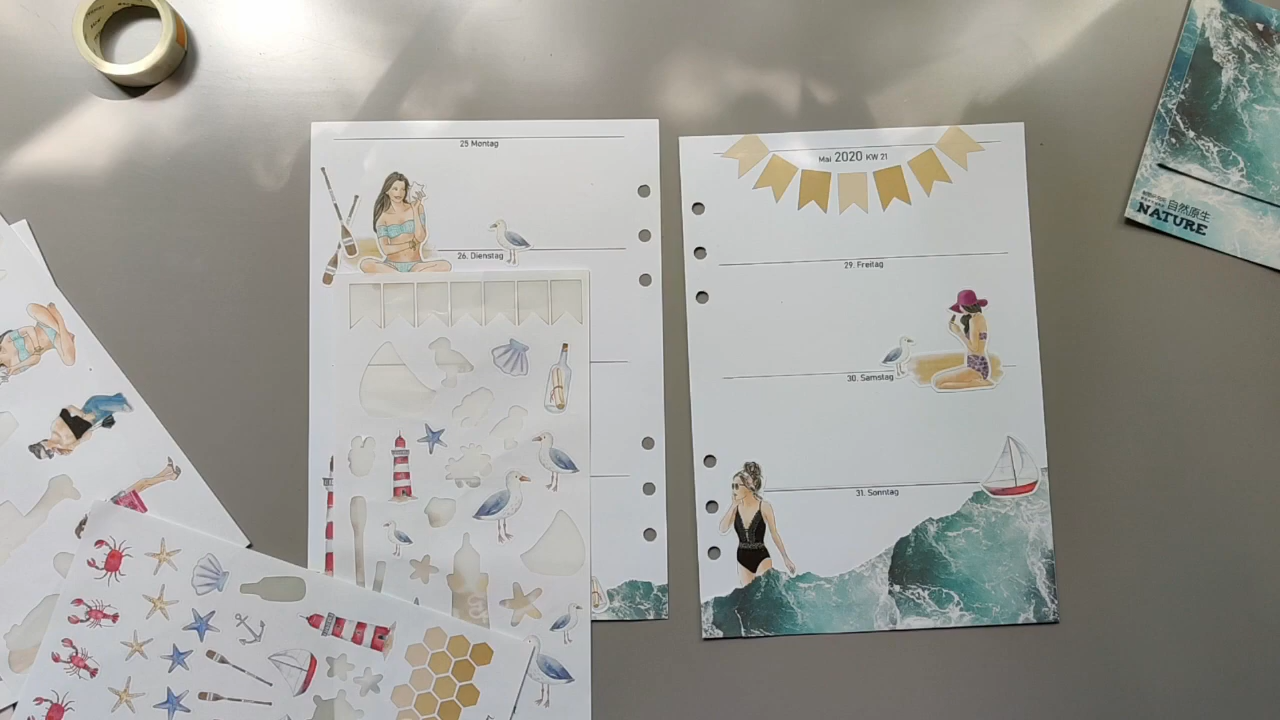 25 Montag
26. Dienstag
Mai 2020 KW 21
29. Freitag
30. Samstag
31. Sonntag
自然原生
NATURE